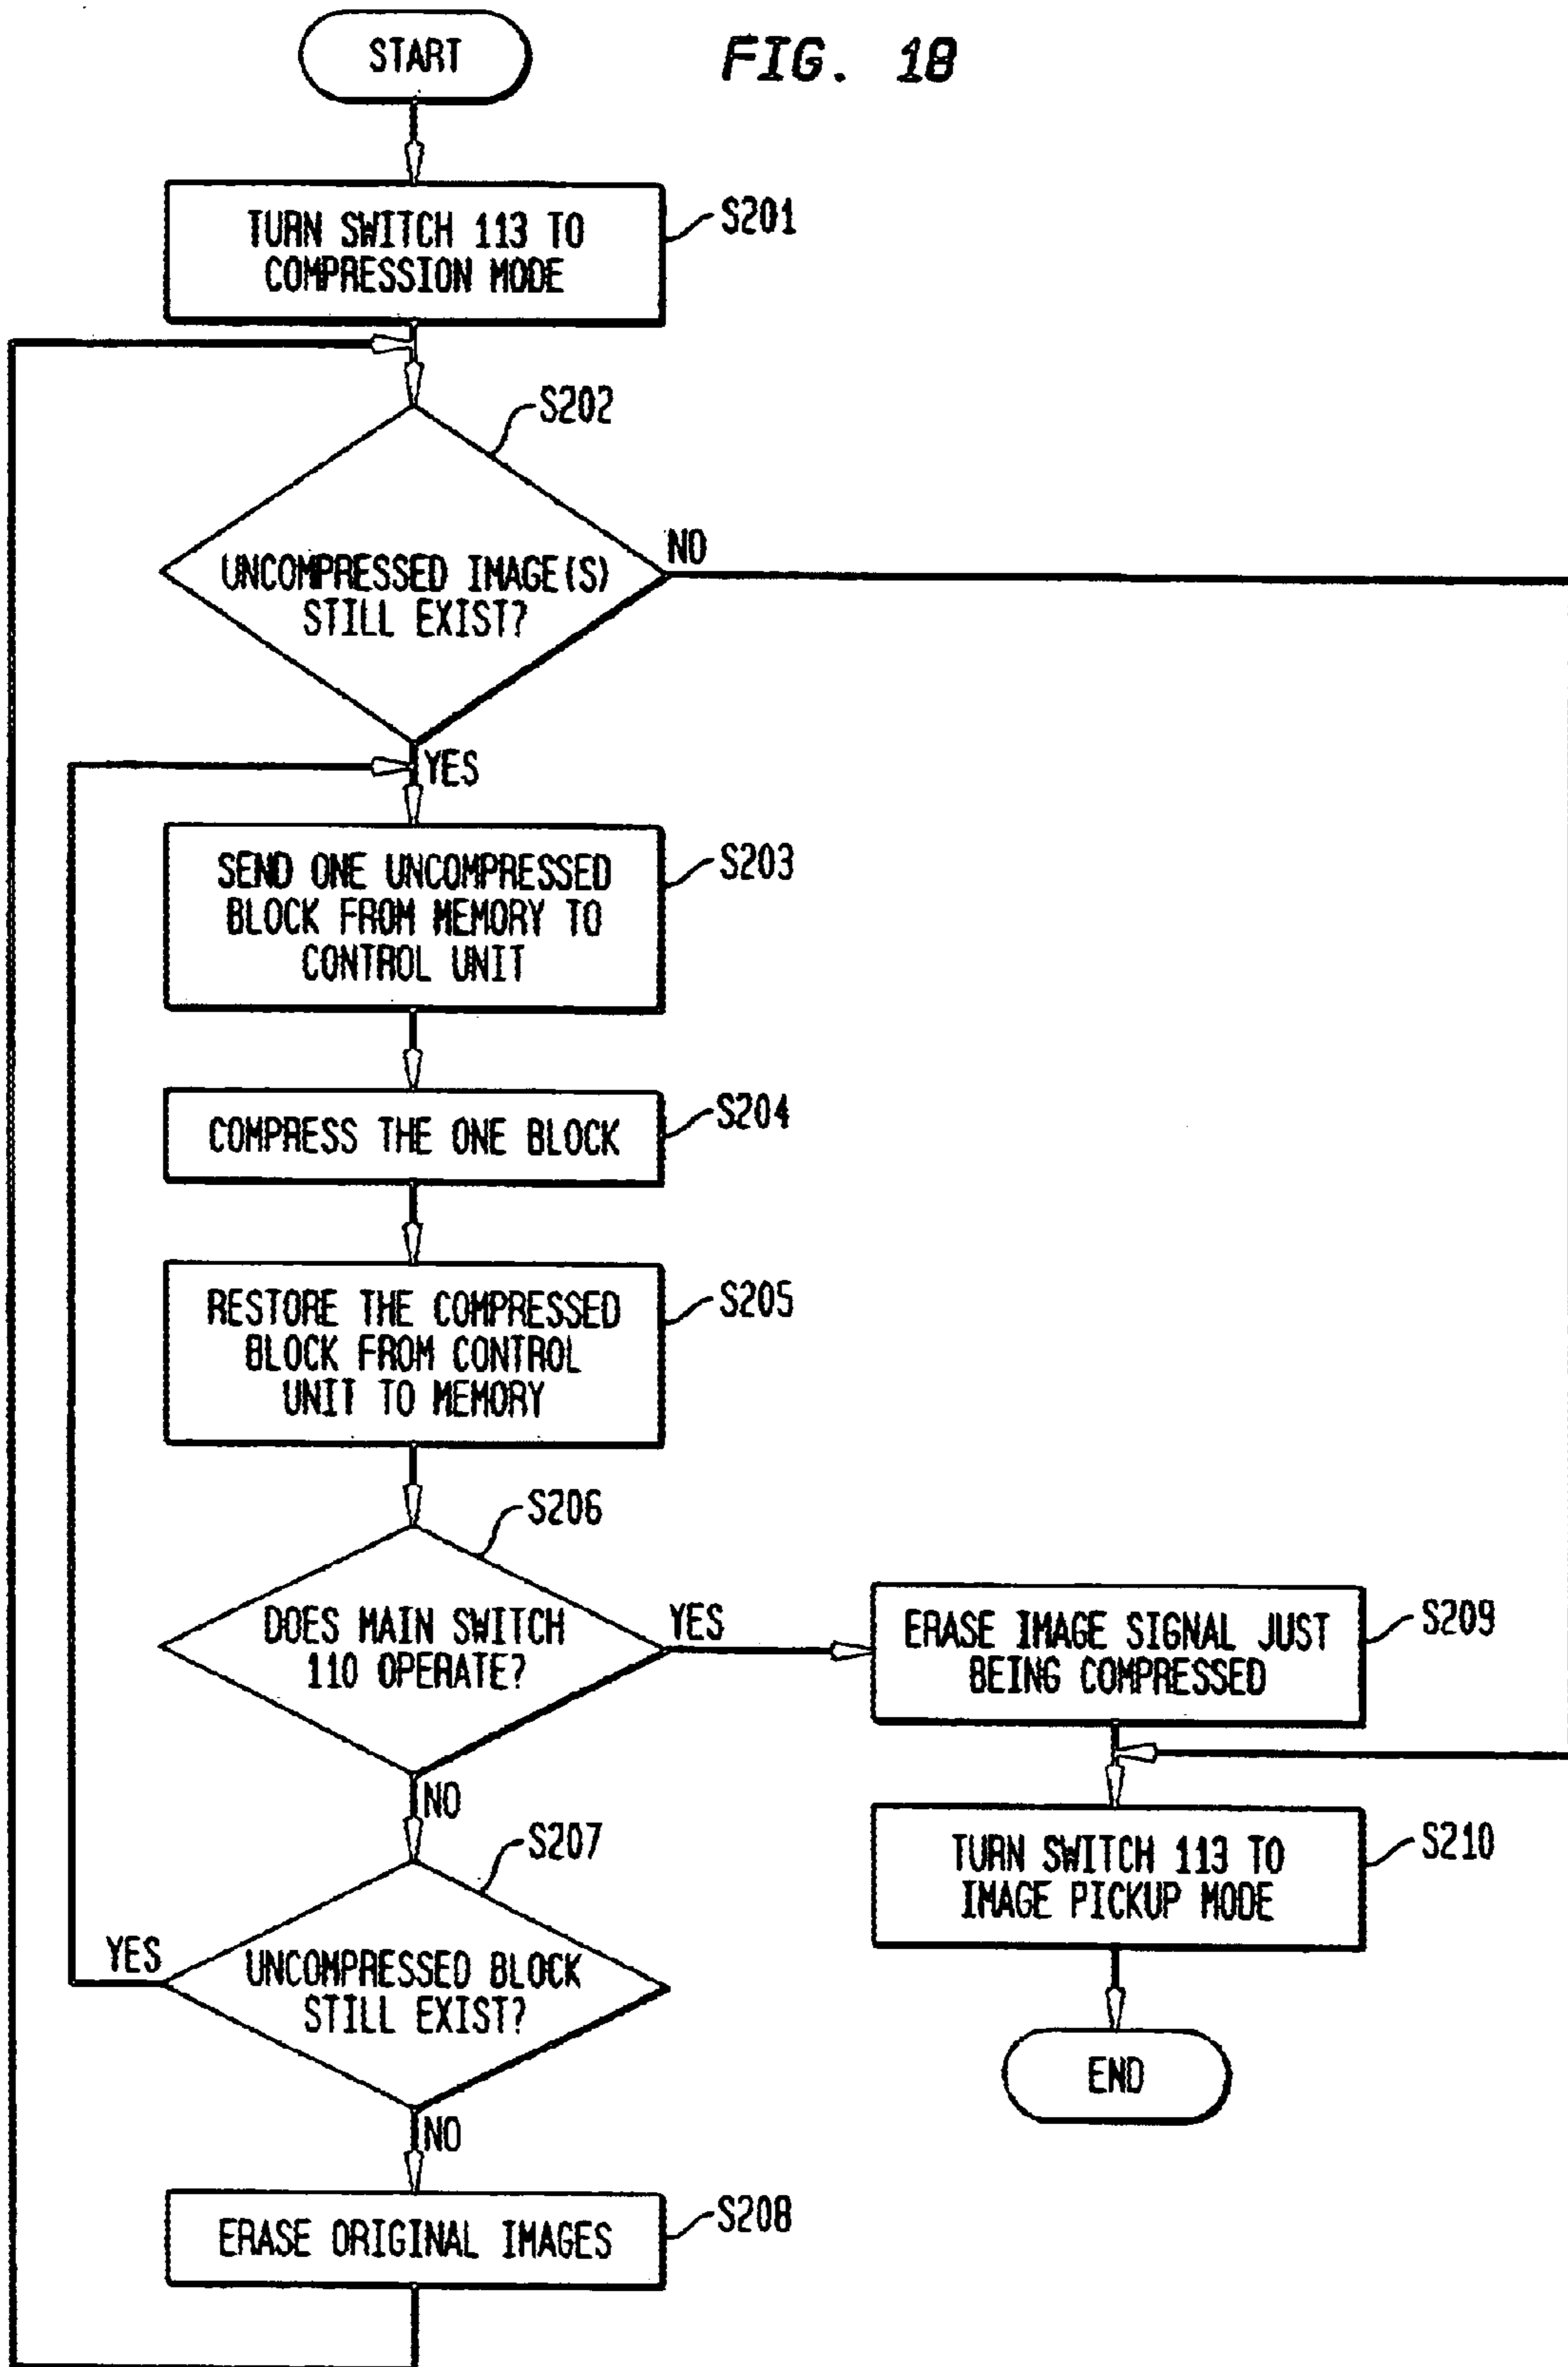 START
FIG. 18
TURN SWITCH 113 TO
COMPRESSION MODE
S201
S202
UNCOMPRESSED IMAGE(S)
STILL EXIST?
NO
YES
SEND ONE UNCOMPRESSED
BLOCK FROM MEMORY TO
CONTROL UNIT
S203
COMPRESS THE ONE BLOCK
S204
RESTORE THE COMPRESSED
BLOCK FROM CONTROL
UNIT TO MEMORY
S205
S206
DOES MAIN SWITCH
110 OPERATE?
YES
ERASE IMAGE SIGNAL JUST
BEING COMPRESSED
S209
NO
S207
TURN SWITCH 113 TO
IMAGE PICKUP MODE
S210
YES
UNCOMPRESSED BLOCK
STILL EXIST?
END
NO
ERASE ORIGINAL IMAGES
S208